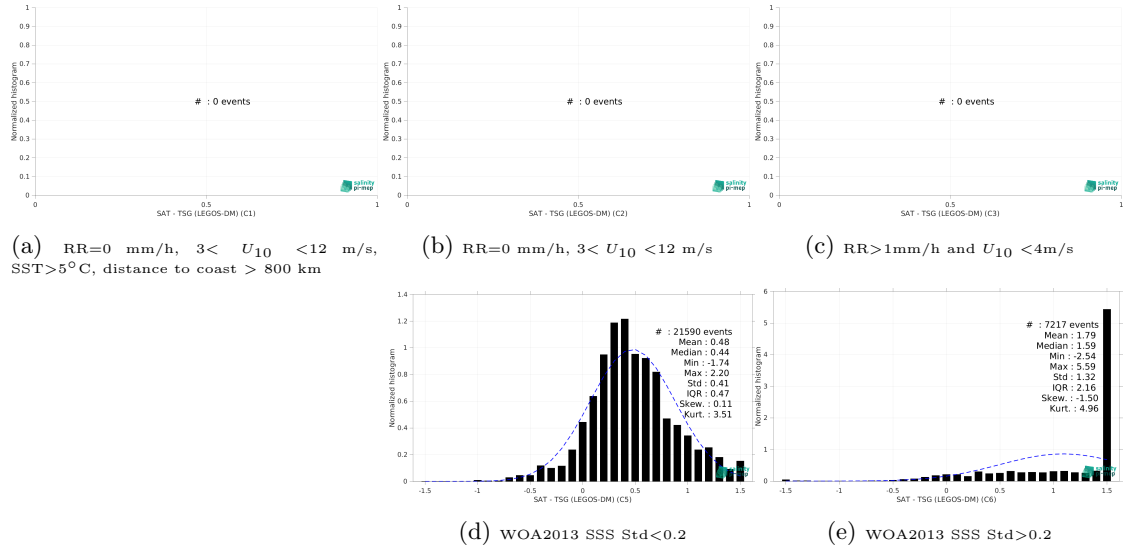 1
0.9
0.8
0.7
0.6
0.5
0.4
0.3
0.2
0.1
0
Normalized histogram
# : 0 events
salinity
pi-mep
0 0.5 1
SAT - TSG (LEGOS-DM) (C1)
(a) RR=0 mm/h, 3< U10 <12 m/s,
SST>5°C, distance to coast > 800 km
1
0.9
0.8
0.7
0.6
0.5
0.4
0.3
0.2
0.1
0
Normalized histogram
# : 0 events
salinity
pi-mep
0 0.5 1
SAT - TSG (LEGOS-DM) (C2)
(b) RR=0 mm/h, 3< U10 <12 m/s
1
0.9
0.8
0.7
0.6
0.5
0.4
0.3
0.2
0.1
0
Normalized histogram
# : 0 events
salinity
pi-mep
0 0.5 1
SAT - TSG (LEGOS-DM) (C3)
(c) RR>1mm/h and U10 <4m/s
1.4
1.2
1
0.8
0.6
0.4
0.2
0
Normalized histogram
# : 21590 events
Mean : 0.48
Median : 0.44
Min : -1.74
Max : 2.20
Std : 0.41
IQR : 0.47
Skew. : 0.11
Kurt. : 3.51
salinity
pi-mep
-1.5 -1 -0.5 0 0.5 1 1.5
SAT - TSG (LEGOS-DM) (C5)
(d) WOA2013 SSS Std<0.2
6
5
4
3
2
1
0
Normalized histogram
# : 7217 events
Mean : 1.79
Median : 1.59
Min : -2.54
Max : 5.59
Std : 1.32
IQR : 2.16
Skew. : -1.50
Kurt. : 4.96
salinity
pi-mep
-1.5 -1 -0.5 0 0.5 1 1.5
SAT - TSG (LEGOS-DM) (C6)
(e) WOA2013 SSS Std>0.2